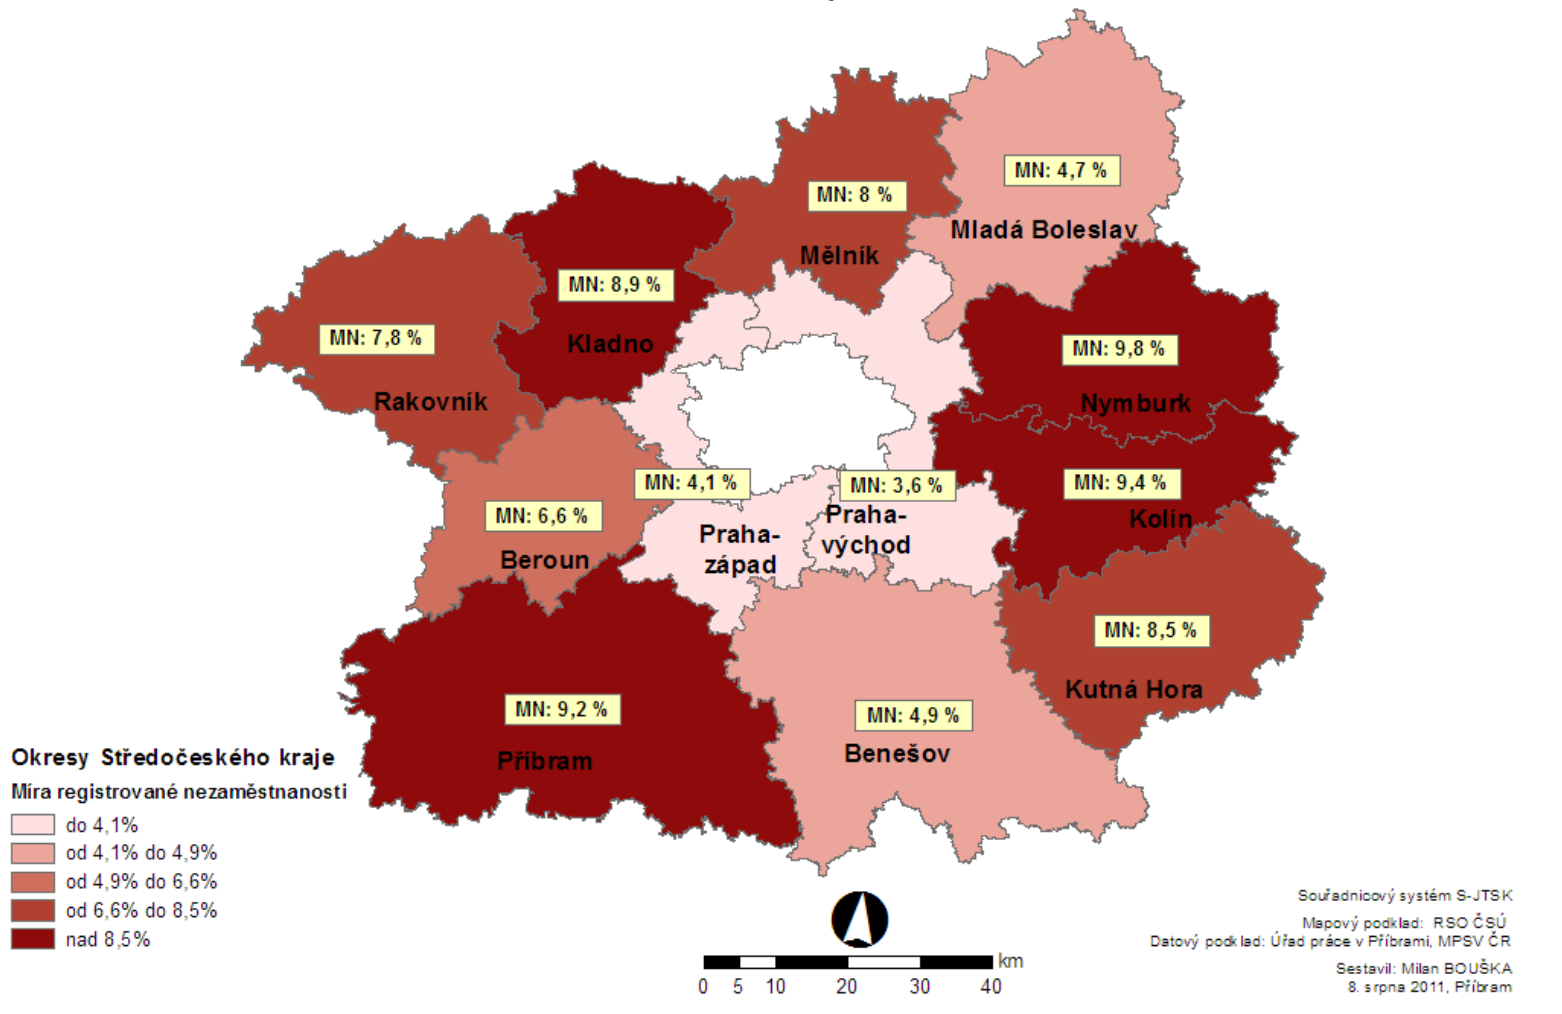 MN: 4,7 %
Mladá Boleslav
MN: 8 %
Mělník
MN: 8,9 %
Kladno
MN: 7,8 %
Rakovník
MN: 9,8 %
Nymburk
MN: 4,1 %
MN: 3,6 %
MN: 9,4 %
Kolín
MN: 6,6 %
Beroun
Praha-
západ
Praha-
východ
MN: 8,5 %
Kutná Hora
MN: 9,2 %
Příbram
MN: 4,9 %
Benešov
Okresy Středočeského kraje
Míra registrované nezaměstnanosti
do 4,1%
od 4,1% do 4,9%
od 4,9% do 6,6%
od 6,6% do 8,5%
nad 8,5%
km
0 5 10 20 30 40
Souřadnicový systém S-JTSK
Mapový podklad: RSO ČSÚ
Datový podklad: Úřad práce v Příbrami, MPSV ČR
Sestavil: Milan BOUŠKA
8. srpna 2011, Příbram